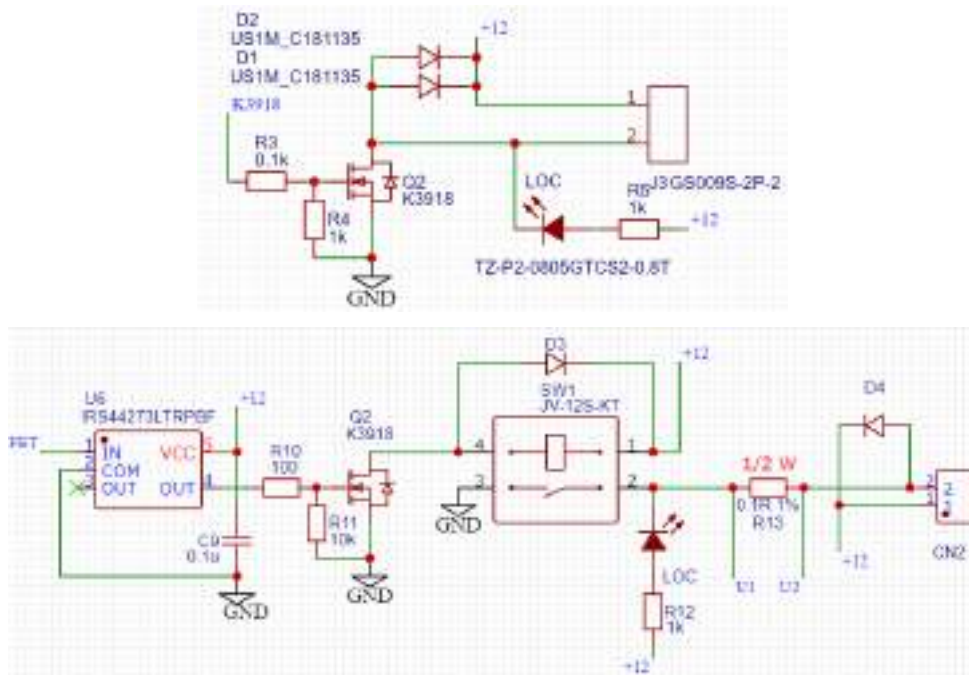 D2
US1M_C181135
D1
US1M_C181135
+12
K3918
R3
0.1k
1
2
Q2
K3918
R4
1k
LOC
R5
1k
+12
J3GS009S-2P-2
TZ-P2-0805GTCS2-0.8T
GND
U6
IRS44273LTRPBF
+12
1
IN
VCC
5
COM
OUT
OUT
R10
100
Q2
K3918
R11
10k
C9
0.1u
GND
GND
D3
SW1
JV-12S-KT
+12
4
1
3
2
GND
1/2 W
0.1R 1%
R13
D4
LOC
R12
1k
+12
U1
U2
+12
2
CN2